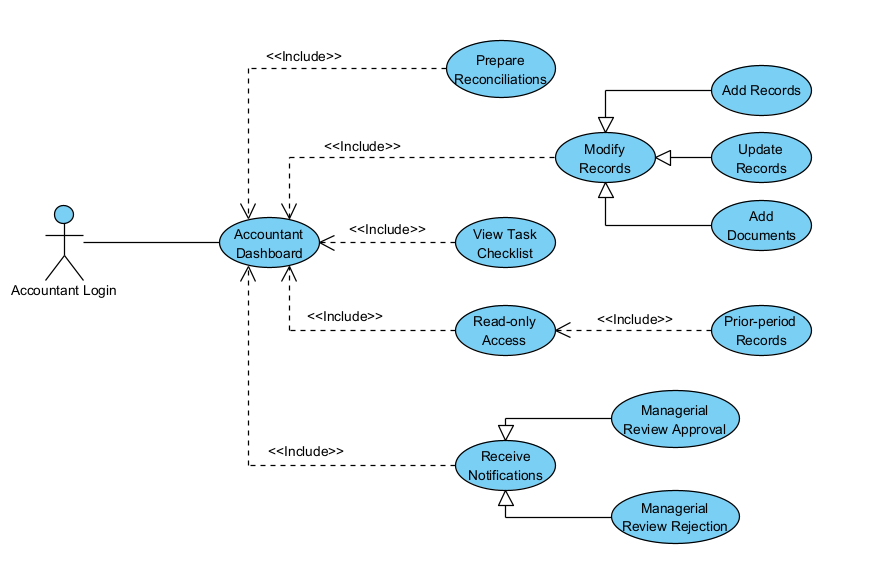 <<Include>>
Prepare
Reconciliations
Add Records
<<Include>>
Modify
Records
Update
Records
Add
Documents
Accountant Login
Accountant
Dashboard
<<Include>>
View Task
Checklist
<<Include>>
Read-only
Access
<<Include>>
Prior-period
Records
Managerial
Review Approval
<<Include>>
Receive
Notifications
Managerial
Review Rejection